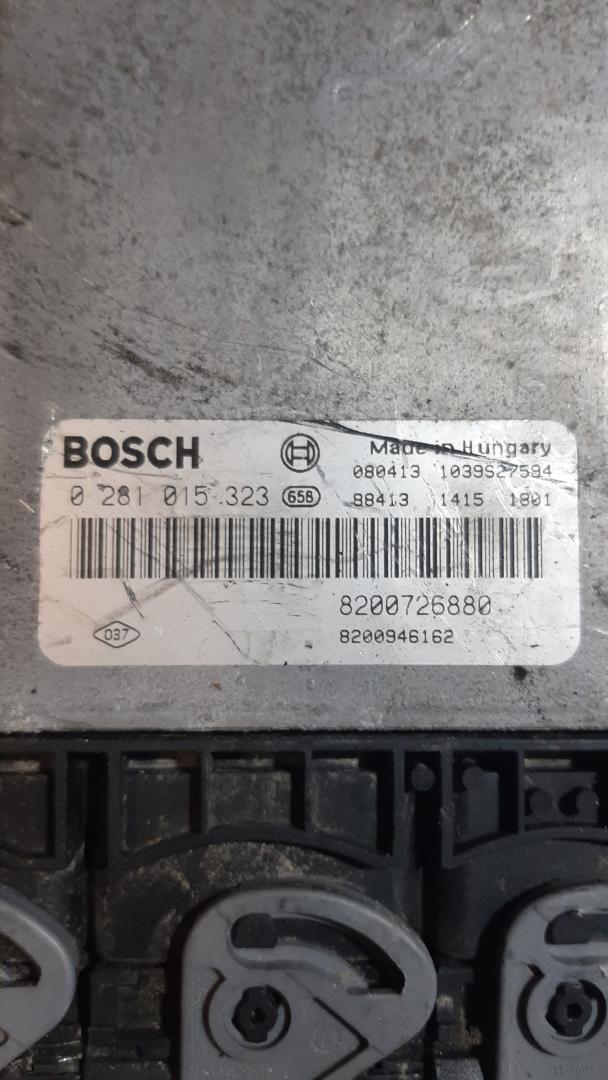 BOSCH
Made in Hungary
080413 1039S27594
0 281 015 323 658 88413 1415 1801
8200726880
037
8200946162